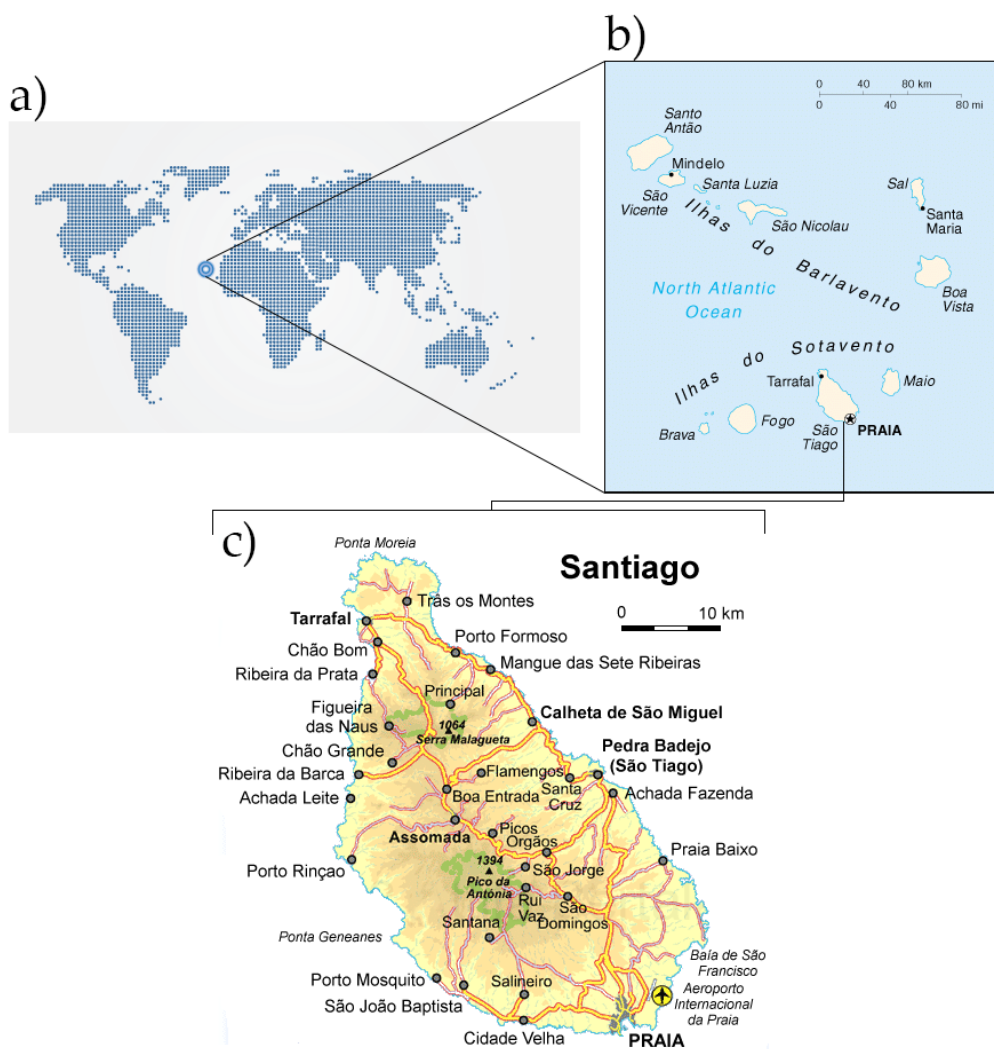 a)
b)
0 40 80 km
0 40 80 mi
Santo
Antão
Mindelo
Santa Luzia
São
Vicente
São Nicolau
Sal
Santa
Maria
Ilhas do Barlavento
Boa
Vista
North Atlantic
Ocean
Ilhas do Sotavento
Tarrafal
Maio
Fogo
Brava
São
Tiago
PRAIA
c)
Santiago
0 10 km
Ponta Moreia
Trás os Montes
Tarrafal
Chão Bom
Porto Formoso
Ribeira da Prata
Mangue das Sete Ribeiras
Principal
Figueira
das Naus
1064
Serra Malagueta
Calheta de São Miguel
Chão Grande
Pedra Badejo
(São Tiago)
Ribeira da Barca
Flamengos
Santa
Cruz
Achada Leite
Boa Entrada
Achada Fazenda
Assomada
Picos
Orgãos
Praia Baixo
Porto Rinçao
1394
Pico da
Antónia
São Jorge
Rui
Vaz
São
Domingos
Santana
Ponta Geneanes
Baía de São
Francisco
Porto Mosquito
Salineiro
Aeroporto
Internacional
da Praia
São João Baptista
Cidade Velha
PRAIA